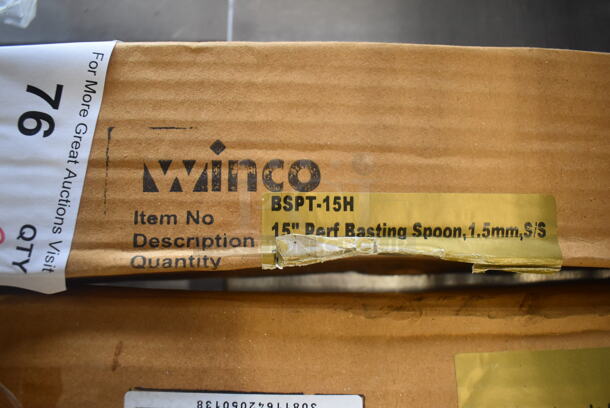 For More Great Auctions Visit
76
QTY
Winco
Item No BSPT-15H
Description 15" Perf Basting Spoon,1.5mm,S/S
Quantity
30811642050138